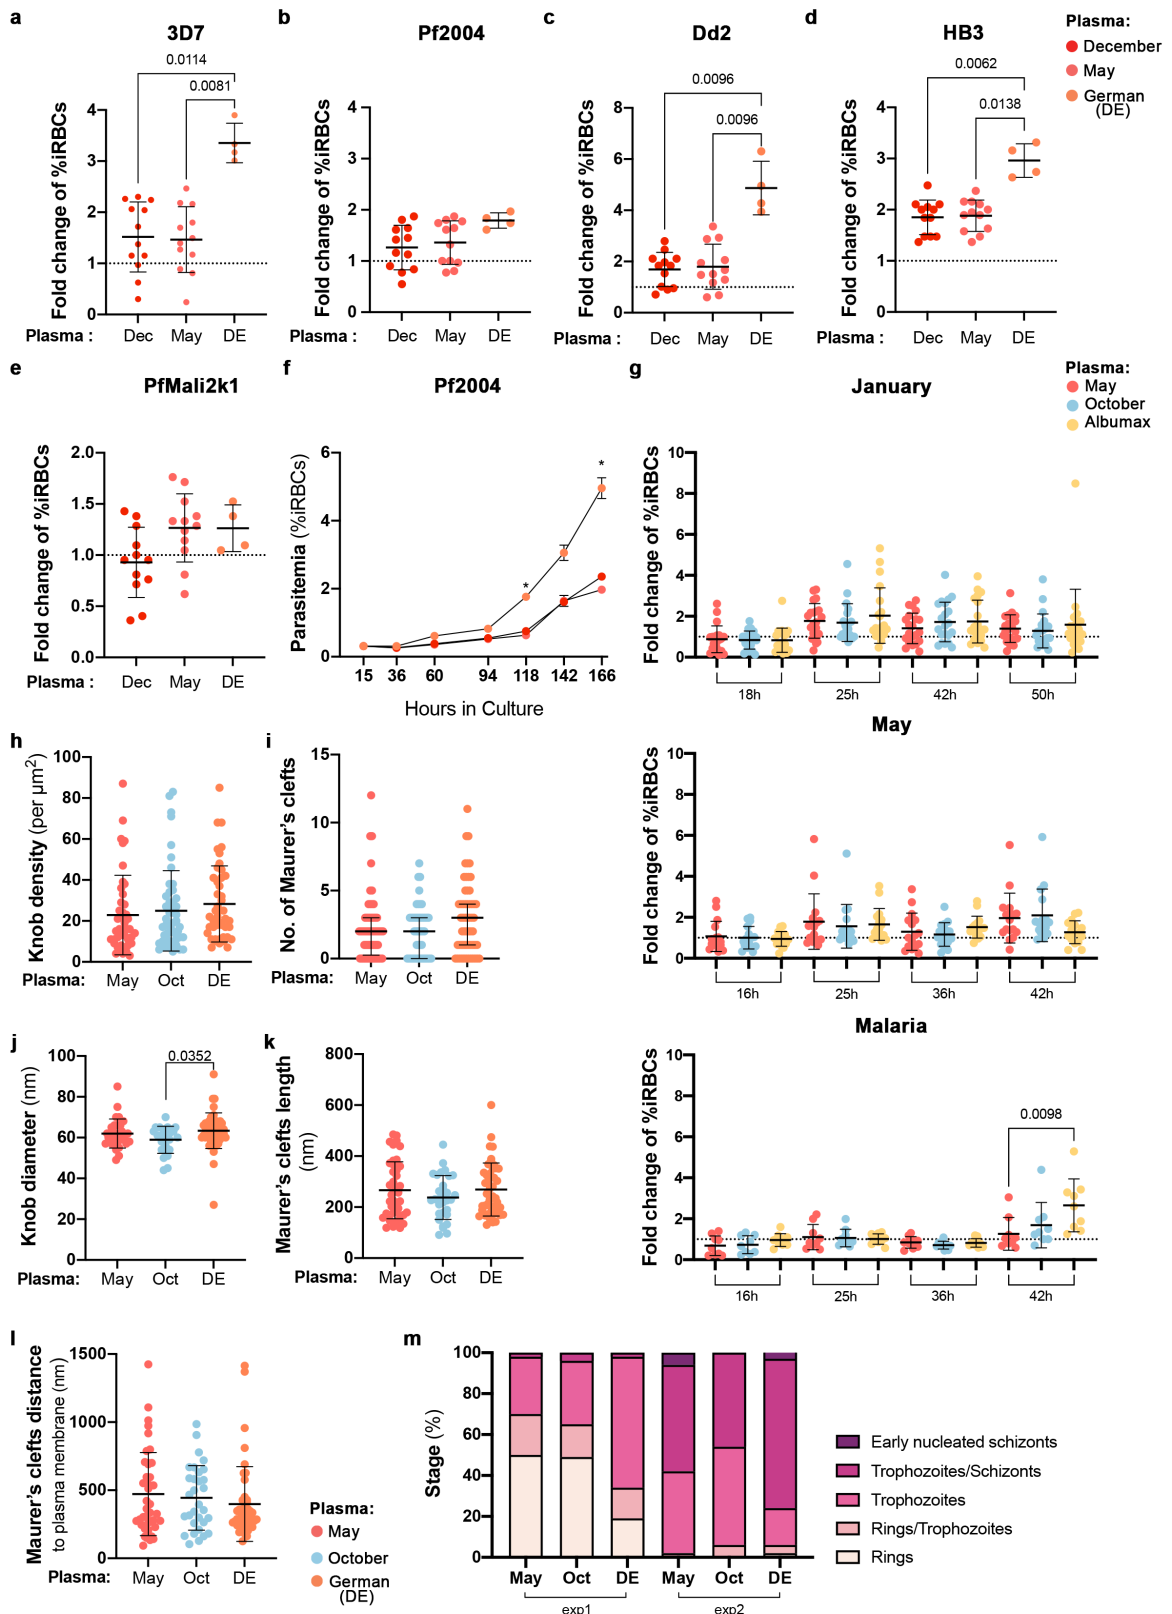 a
3D7
0.0114
0.0081
Fold change of %iRBCs
4
3
2
1
0
Plasma :
Dec
May
DE
b
Pf2004
Fold change of %iRBCs
4
3
2
1
0
Plasma :
Dec
May
DE
c
Dd2
0.0096
0.0096
Fold change of %iRBCs
8
6
4
2
0
Plasma :
Dec
May
DE
d
HB3
0.0062
0.0138
Fold change of %iRBCs
4
3
2
1
0
Plasma :
Dec
May
DE
Plasma:
December
May
German
(DE)
e
PfMali2k1
Fold change of %iRBCs
2.0
1.5
1.0
0.5
0.0
Plasma :
Dec
May
DE
f
Pf2004
Parasitemia (%iRBCs)
6
4
2
0
*
*
15 36 60 94 118 142 166
Hours in Culture
g
January
Plasma:
May
October
Albumax
Fold change of %iRBCs
10
8
6
4
2
0
18h
25h
42h
50h
May
Fold change of %iRBCs
10
8
6
4
2
0
16h
25h
36h
42h
Malaria
Fold change of %iRBCs
10
8
6
4
2
0
0.0098
16h
25h
36h
42h
h
Knob density (per µm2)
100
80
60
40
20
0
Plasma:
May
Oct
DE
i
No. of Maurer's clefts
15
10
5
0
Plasma:
May
Oct
DE
j
Knob diameter (nm)
100
80
60
40
20
0
0.0352
Plasma:
May
Oct
DE
k
Maurer's clefts length
(nm)
800
600
400
200
0
Plasma:
May
Oct
DE
l
Maurer's clefts distance
to plasma membrane (nm)
1500
1000
500
0
Plasma:
May
Oct
DE
Plasma:
May
October
German
(DE)
m
Stage (%)
100
80
60
40
20
0
May
Oct
DE
May
Oct
DE
exp1
exp2
Early nucleated schizonts
Trophozoites/Schizonts
Trophozoites
Rings/Trophozoites
Rings